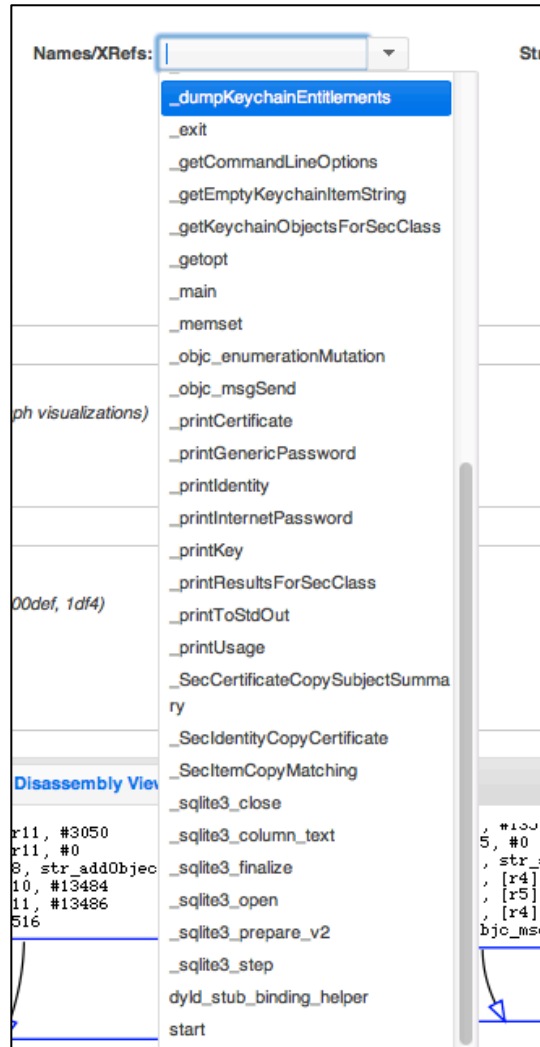 Names/XRefs:
Str
_dumpKeychainEntitlements
_exit
_getCommandLineOptions
_getEmptyKeychainItemString
_getKeychainObjectsForSecClass
_getopt
_main
_memset
_objc_enumerationMutation
_objc_msgSend
ph visualizations)
_printCertificate
_printGenericPassword
_printIdentity
_printInternetPassword
_printKey
_printResultsForSecClass
00def, 1df4)
_printToStdOut
_printUsage
_SecCertificateCopySubjectSumma
ry
_SecIdentityCopyCertificate
_SecItemCopyMatching
Disassembly View
_sqlite3_close
_sqlite3_column_text
_sqlite3_finalize
_sqlite3_open
_sqlite3_prepare_v2
_sqlite3_step
dyld_stub_binding_helper
start
r11, #3050
r11, #0
8, str_addObjec
10, #13484
11, #13486
516
5, #0
, str_s
, [r4]
, [r5]
, [r4]
bjc_mse